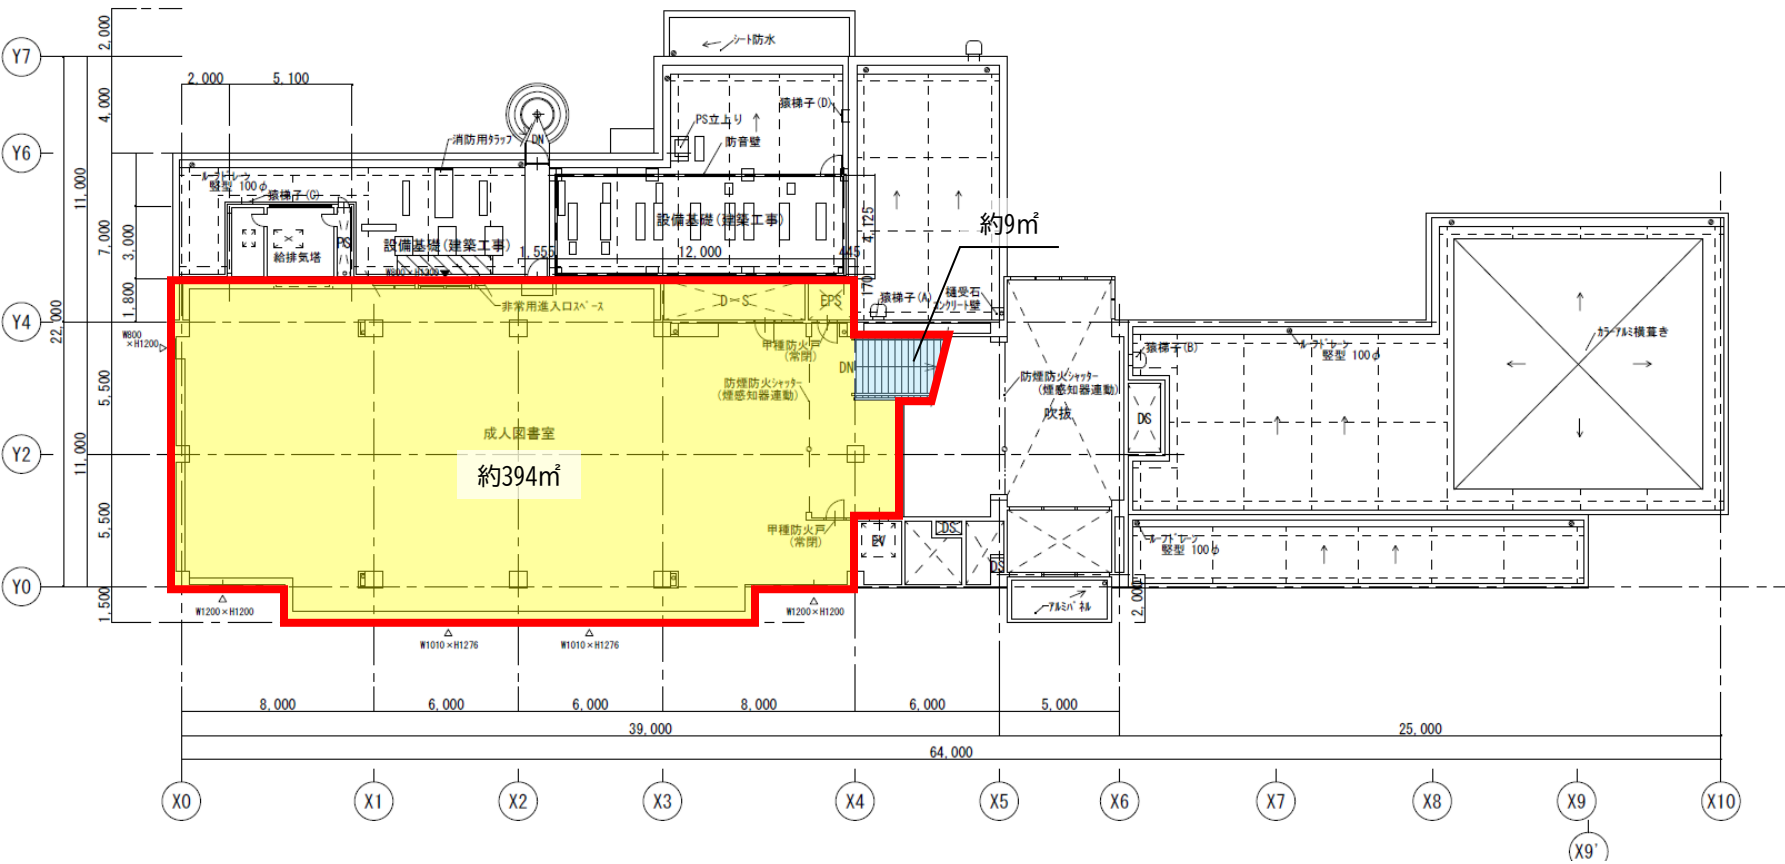 2,000
シート防水
Y7
2,000
5,100
4,000
猿梯子(D)
PS立上り
消防用タラップ
DN
防音壁
Y6
ルーフドレーン
竪型 100φ
猿梯子(C)
11,000
7,000
3,000
PS
給排気塔
設備基礎(建築工事)
設備基礎(建築工事)
4,125
約9㎡
1,555
12,000
445
W800×H1200
170
1,800
非常用進入口スペース
D・S
EPS
猿梯子(A)
樋受石
コンクリート壁
22,000
Y4
W800
×H1200
甲種防火戸
(常閉)
猿梯子(B)
ルーフドレーン
竪型 100φ
カラーアルミ横葺き
5,500
DN
防煙防火シャッター
(煙感知器連動)
防煙防火シャッター
(煙感知器連動)
吹抜
DS
成人図書室
Y2
11,000
約394㎡
5,500
甲種防火戸
(常閉)
EV
DS
DS
ルーフドレーン
竪型 100φ
Y0
1,500
W1200×H1200
W1200×H1200
アルミパネル
2,000
W1010×H1276
W1010×H1276
8,000
6,000
6,000
8,000
6,000
5,000
39,000
25,000
64,000
X0
X1
X2
X3
X4
X5
X6
X7
X8
X9
X10
X9'